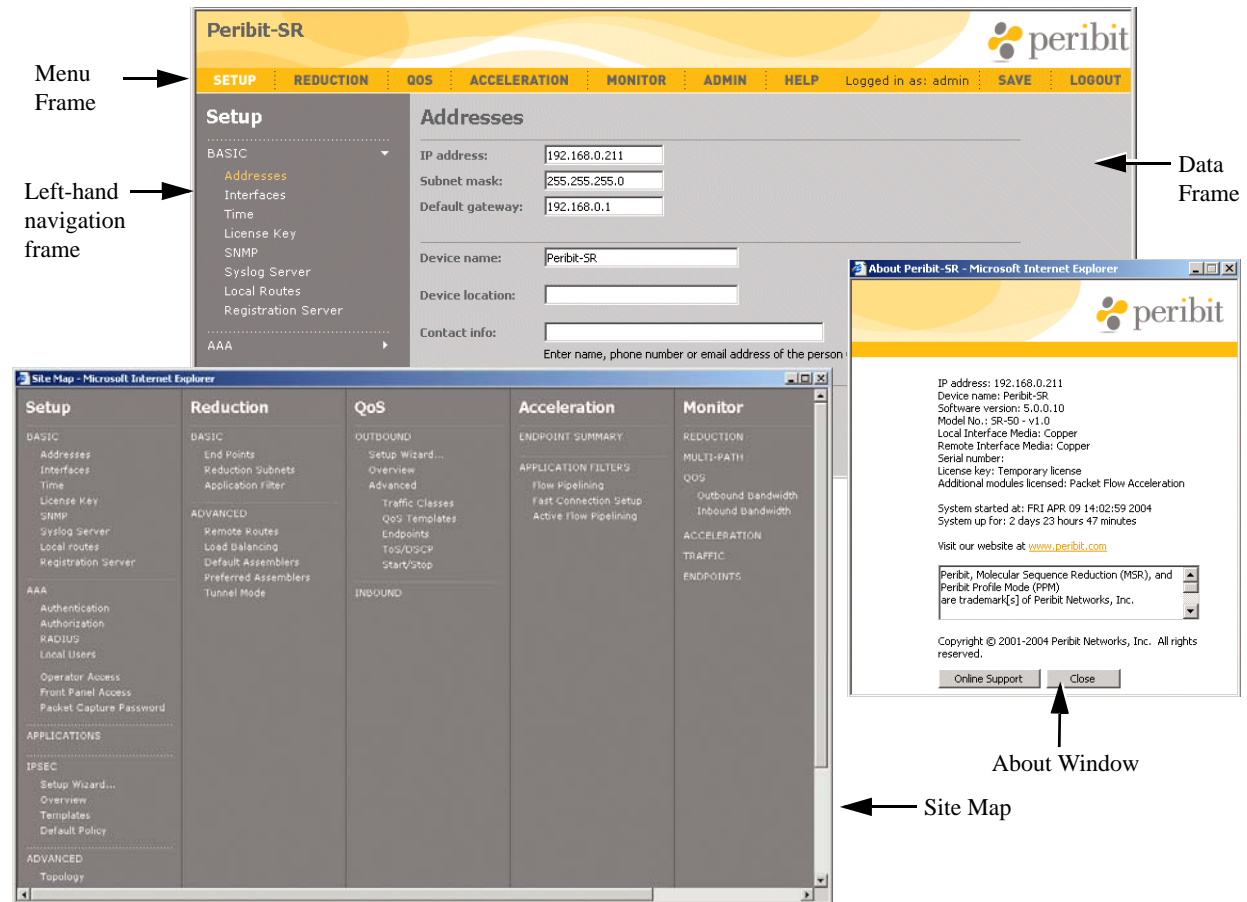 Peribit-SR
peribit
SETUP REDUCTION QOS ACCELERATION MONITOR ADMIN HELP Logged in as: admin SAVE LOGOUT
Menu
Frame
Left-hand
navigation
frame
Data
Frame
Setup
BASIC
Addresses
Interfaces
Time
License Key
SNMP
Syslog Server
Local Routes
Registration Server
AAA
Addresses
IP address: 192.168.0.211
Subnet mask: 255.255.255.0
Default gateway: 192.168.0.1
Device name: Peribit-SR
Device location:
Contact info:
Enter name, phone number or email address of the person
About Peribit-SR - Microsoft Internet Explorer
peribit
IP address: 192.168.0.211
Device name: Peribit-SR
Software version: 5.0.0.10
Model No.: SR-50 - v1.0
Local Interface Media: Copper
Remote Interface Media: Copper
Serial number:
License key: Temporary license
Additional modules licensed: Packet Flow Acceleration
System started at: FRI APR 09 14:02:59 2004
System up for: 2 days 23 hours 47 minutes
Visit our website at www.peribit.com
Peribit, Molecular Sequence Reduction (MSR), and
Peribit Profile Mode (PPM)
are trademark[s] of Peribit Networks, Inc.
Copyright © 2001-2004 Peribit Networks, Inc. All rights
reserved.
Online Support Close
About Window
Site Map - Microsoft Internet Explorer
Setup
BASIC
Addresses
Interfaces
Time
License Key
SNMP
Syslog Server
Local routes
Registration Server
AAA
Authentication
Authorization
RADIUS
Local Users
Operator Access
Front Panel Access
Packet Capture Password
APPLICATIONS
IPSEC
Setup Wizard...
Overview
Templates
Default Policy
ADVANCED
Topology
Reduction
BASIC
End Points
Reduction Subnets
Application Filter
ADVANCED
Remote Routes
Load Balancing
Default Assemblers
Preferred Assemblers
Tunnel Mode
QoS
OUTBOUND
Setup Wizard...
Overview
Advanced
Traffic Classes
QoS Templates
Endpoints
ToS/DSCP
Start/Stop
INBOUND
Acceleration
ENDPOINT SUMMARY
APPLICATION FILTERS
Flow Pipelining
Fast Connection Setup
Active Flow Pipelining
Monitor
REDUCTION
MULTI-PATH
QOS
Outbound Bandwidth
Inbound Bandwidth
ACCELERATION
TRAFFIC
ENDPOINTS
Site Map